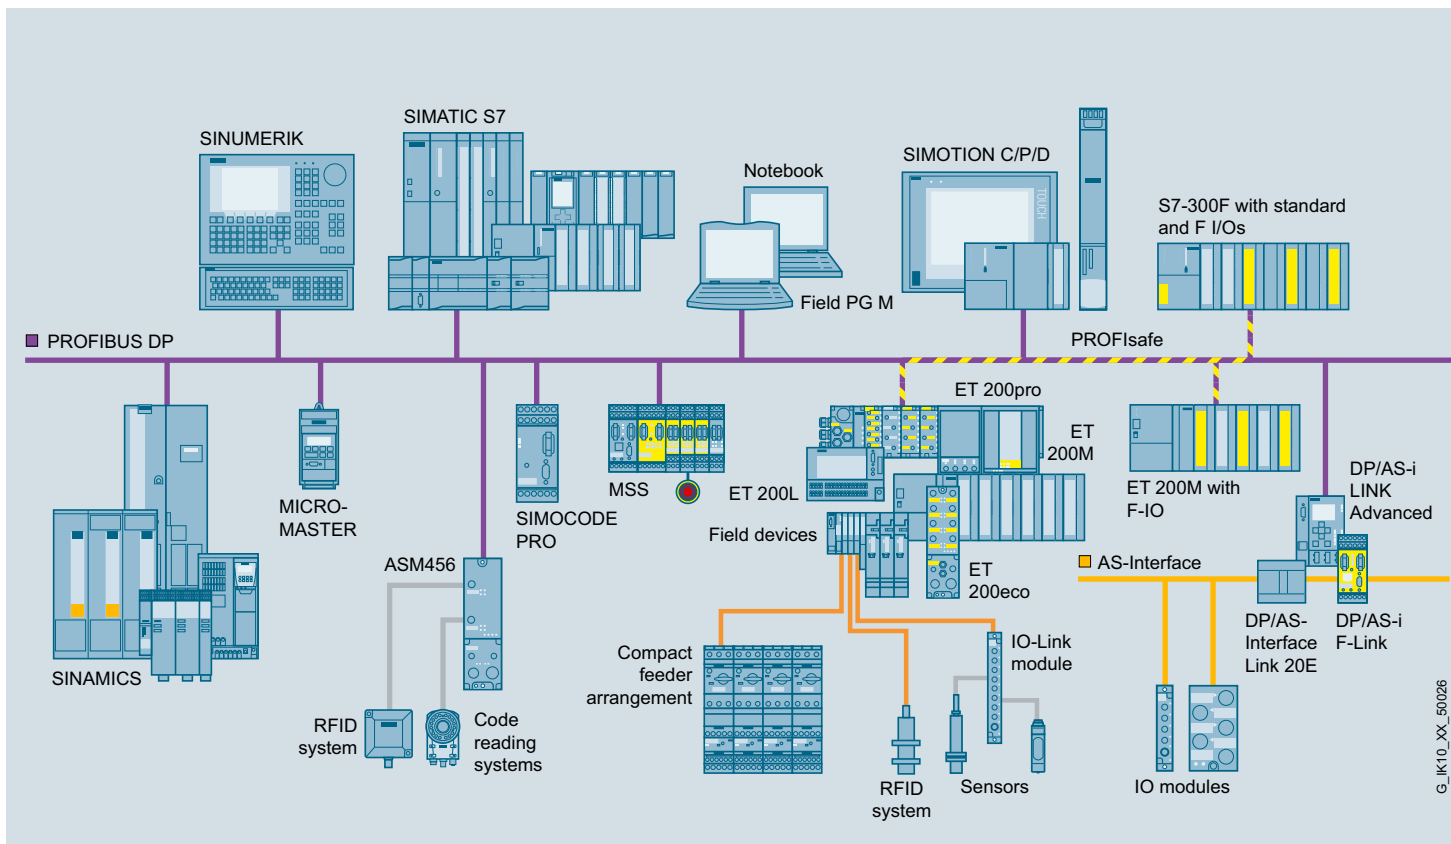 SIMATIC S7
SINUMERIK
Notebook
SIMOTION C/P/D
TOUCH
S7-300F with standard
and F I/Os
Field PG M
PROFIBUS DP
PROFIsafe
ET 200pro
ET
200M
MICRO-
MASTER
SIMOCODE
PRO
MSS
ET 200L
ET 200M with
F-IO
DP/AS-i
LINK
Advanced
Field devices
ASM456
ET
200eco
AS-Interface
SINAMICS
Compact
feeder
arrangement
IO-Link
module
DP/AS-
Interface
Link 20E
DP/AS-i
F-Link
RFID
system
Code
reading
systems
RFID
system
Sensors
IO modules
G_IK10_XX_50026